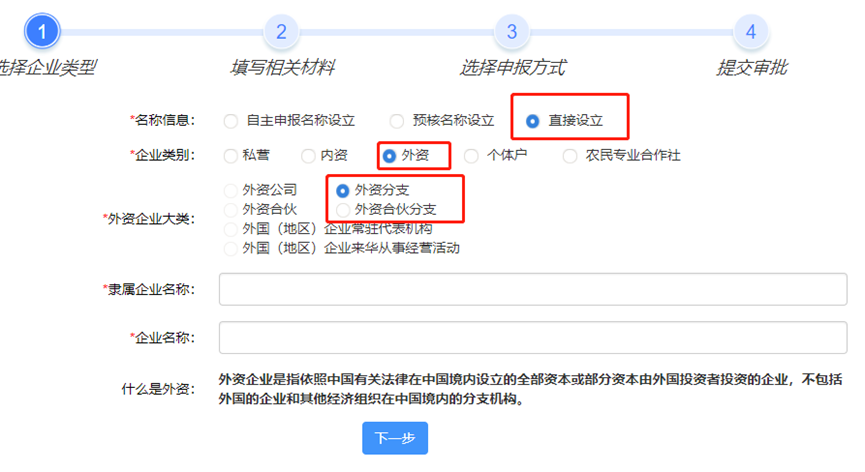 1 2 3 4
选择企业类型 填写相关材料 选择申报方式 提交审批
*名称信息: 自主申报名称设立 预核名称设立 直接设立
*企业类别: 私营 内资 外资 个体户 农民专业合作社
*外资企业大类: 外资公司 外资分支
外资合伙 外资合伙分支
外国（地区）企业常驻代表机构
外国（地区）企业来华从事经营活动
*隶属企业名称:
*企业名称:
什么是外资: 外资企业是指依照中国有关法律在中国境内设立的全部资本或部分资本由外国投资者投资的企业，不包括
外国的企业和其他经济组织在中国境内的分支机构。
下一步